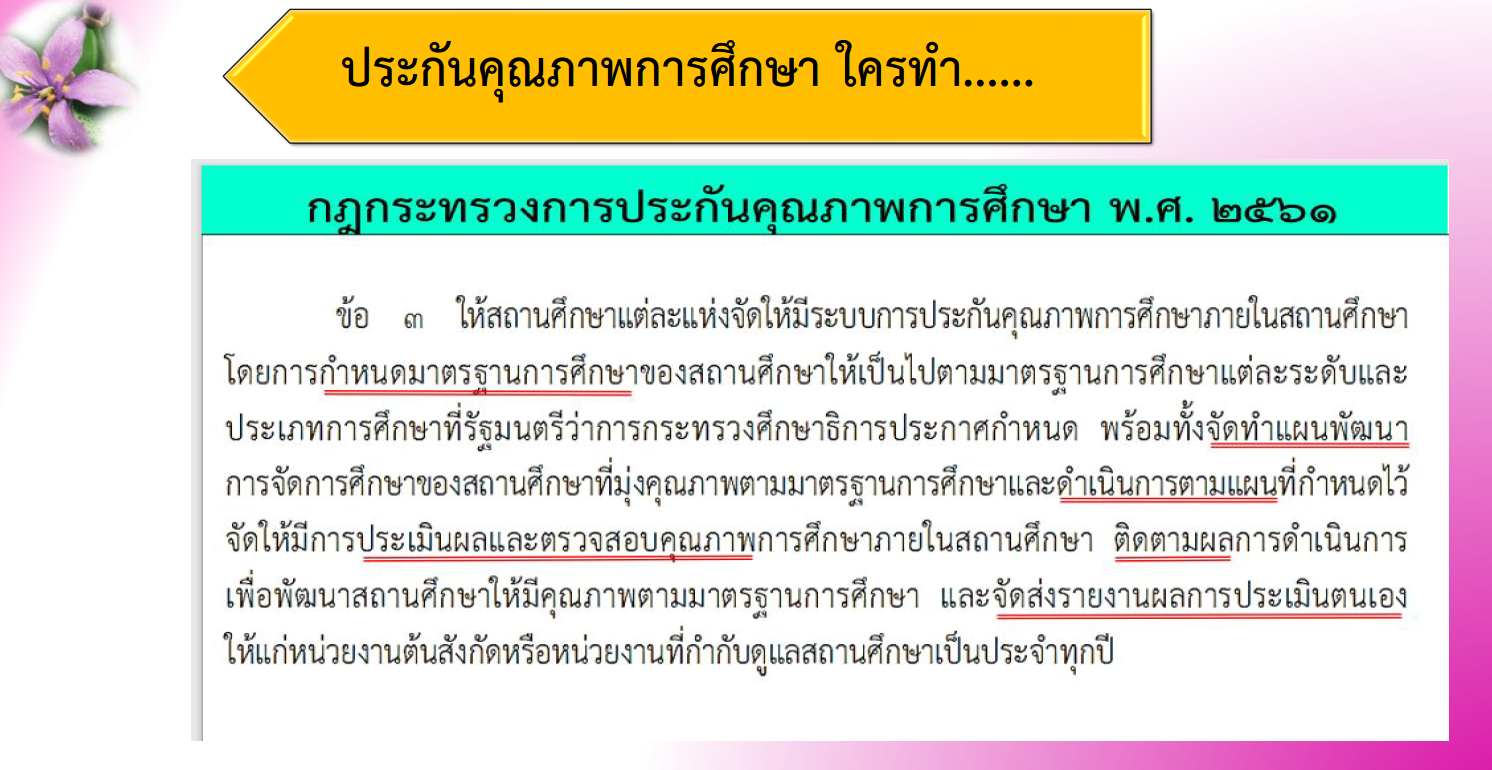 ประกันคุณภาพการศึกษา ใครทำ......
กฎกระทรวงการประกันคุณภาพการศึกษา พ.ศ. ๒๕๖๑
ข้อ ๓ ให้สถานศึกษาแต่ละแห่งจัดให้มีระบบการประกันคุณภาพการศึกษาภายในสถานศึกษา
โดยการกำหนดมาตรฐานการศึกษาของสถานศึกษาให้เป็นไปตามมาตรฐานการศึกษาแต่ละระดับและ
ประเภทการศึกษาที่รัฐมนตรีว่าการกระทรวงศึกษาธิการประกาศกำหนด พร้อมทั้งจัดทำแผนพัฒนา
การจัดการศึกษาของสถานศึกษาที่มุ่งคุณภาพตามมาตรฐานการศึกษาและดำเนินการตามแผนที่กำหนดไว้
จัดให้มีการประเมินผลและตรวจสอบคุณภาพการศึกษาภายในสถานศึกษา ติดตามผลการดำเนินการ
เพื่อพัฒนาสถานศึกษาให้มีคุณภาพตามมาตรฐานการศึกษา และจัดส่งรายงานผลการประเมินตนเอง
ให้แก่หน่วยงานต้นสังกัดหรือหน่วยงานที่กำกับดูแลสถานศึกษาเป็นประจำทุกปี